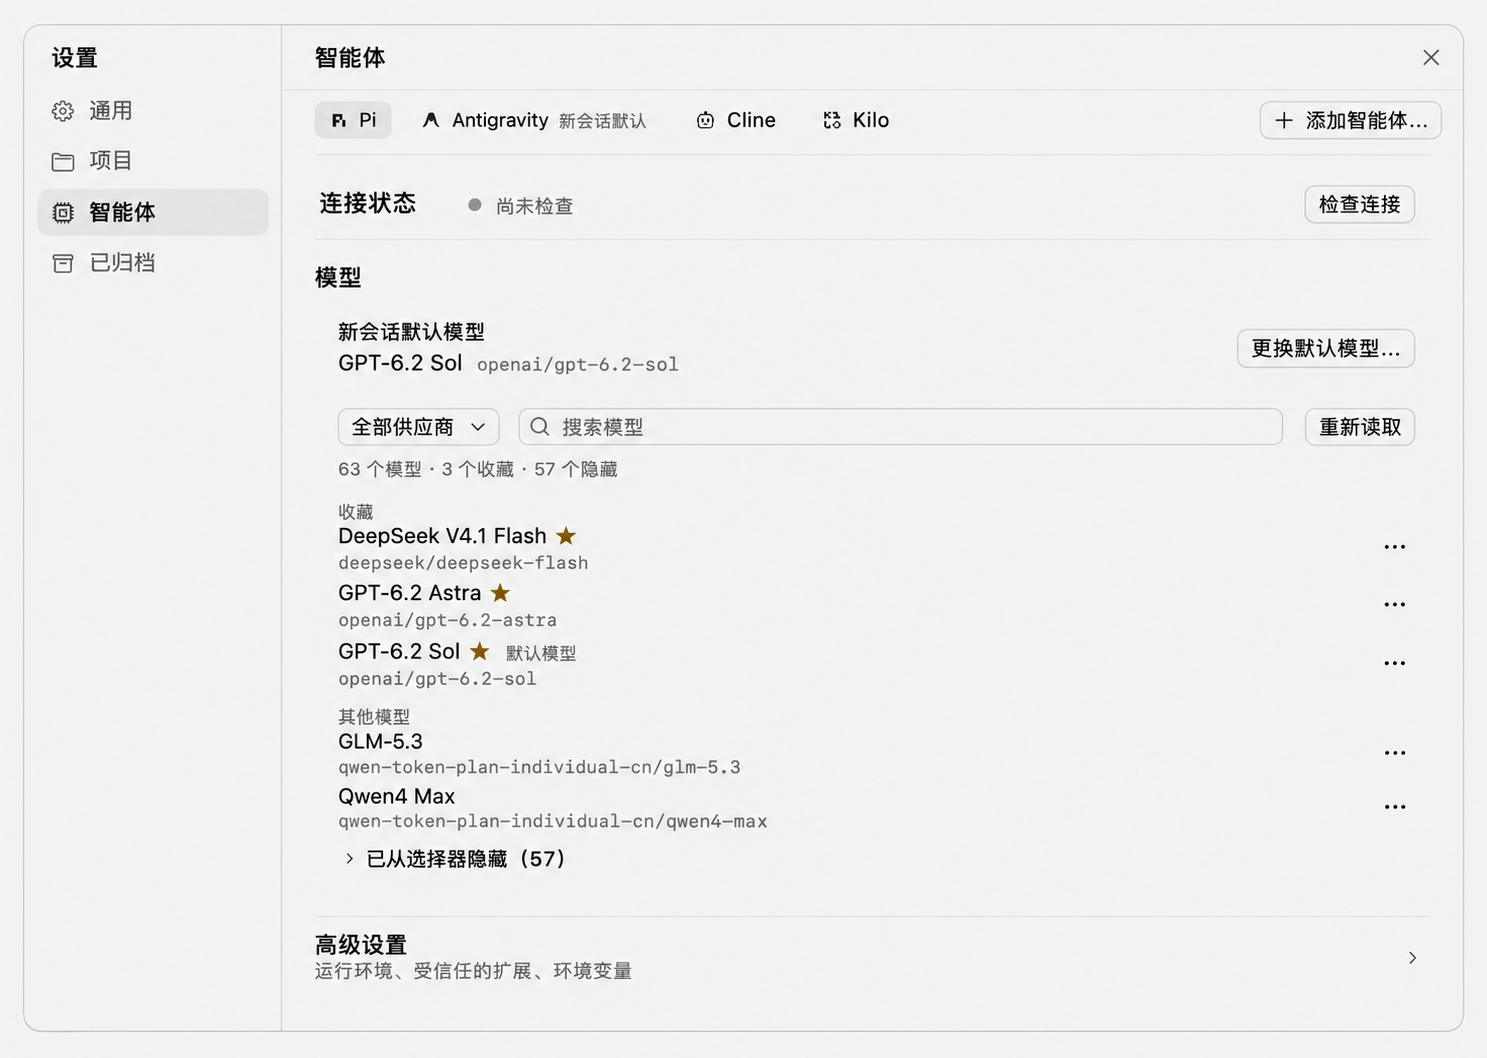 设置
通用
项目
智能体
已归档
智能体
Pi
Antigravity 新会话默认
Cline
Kilo
添加智能体...
连接状态
尚未检查
检查连接
模型
新会话默认模型
GPT-6.2 Sol openai/gpt-6.2-sol
更换默认模型...
全部供应商
搜索模型
重新读取
63 个模型 · 3 个收藏 · 57 个隐藏
收藏
DeepSeek V4.1 Flash ★
deepseek/deepseek-flash
GPT-6.2 Astra ★
openai/gpt-6.2-astra
GPT-6.2 Sol ★ 默认模型
openai/gpt-6.2-sol
其他模型
GLM-5.3
qwen-token-plan-individual-cn/glm-5.3
Qwen4 Max
qwen-token-plan-individual-cn/qwen4-max
已从选择器隐藏（57）
高级设置
运行环境、受信任的扩展、环境变量